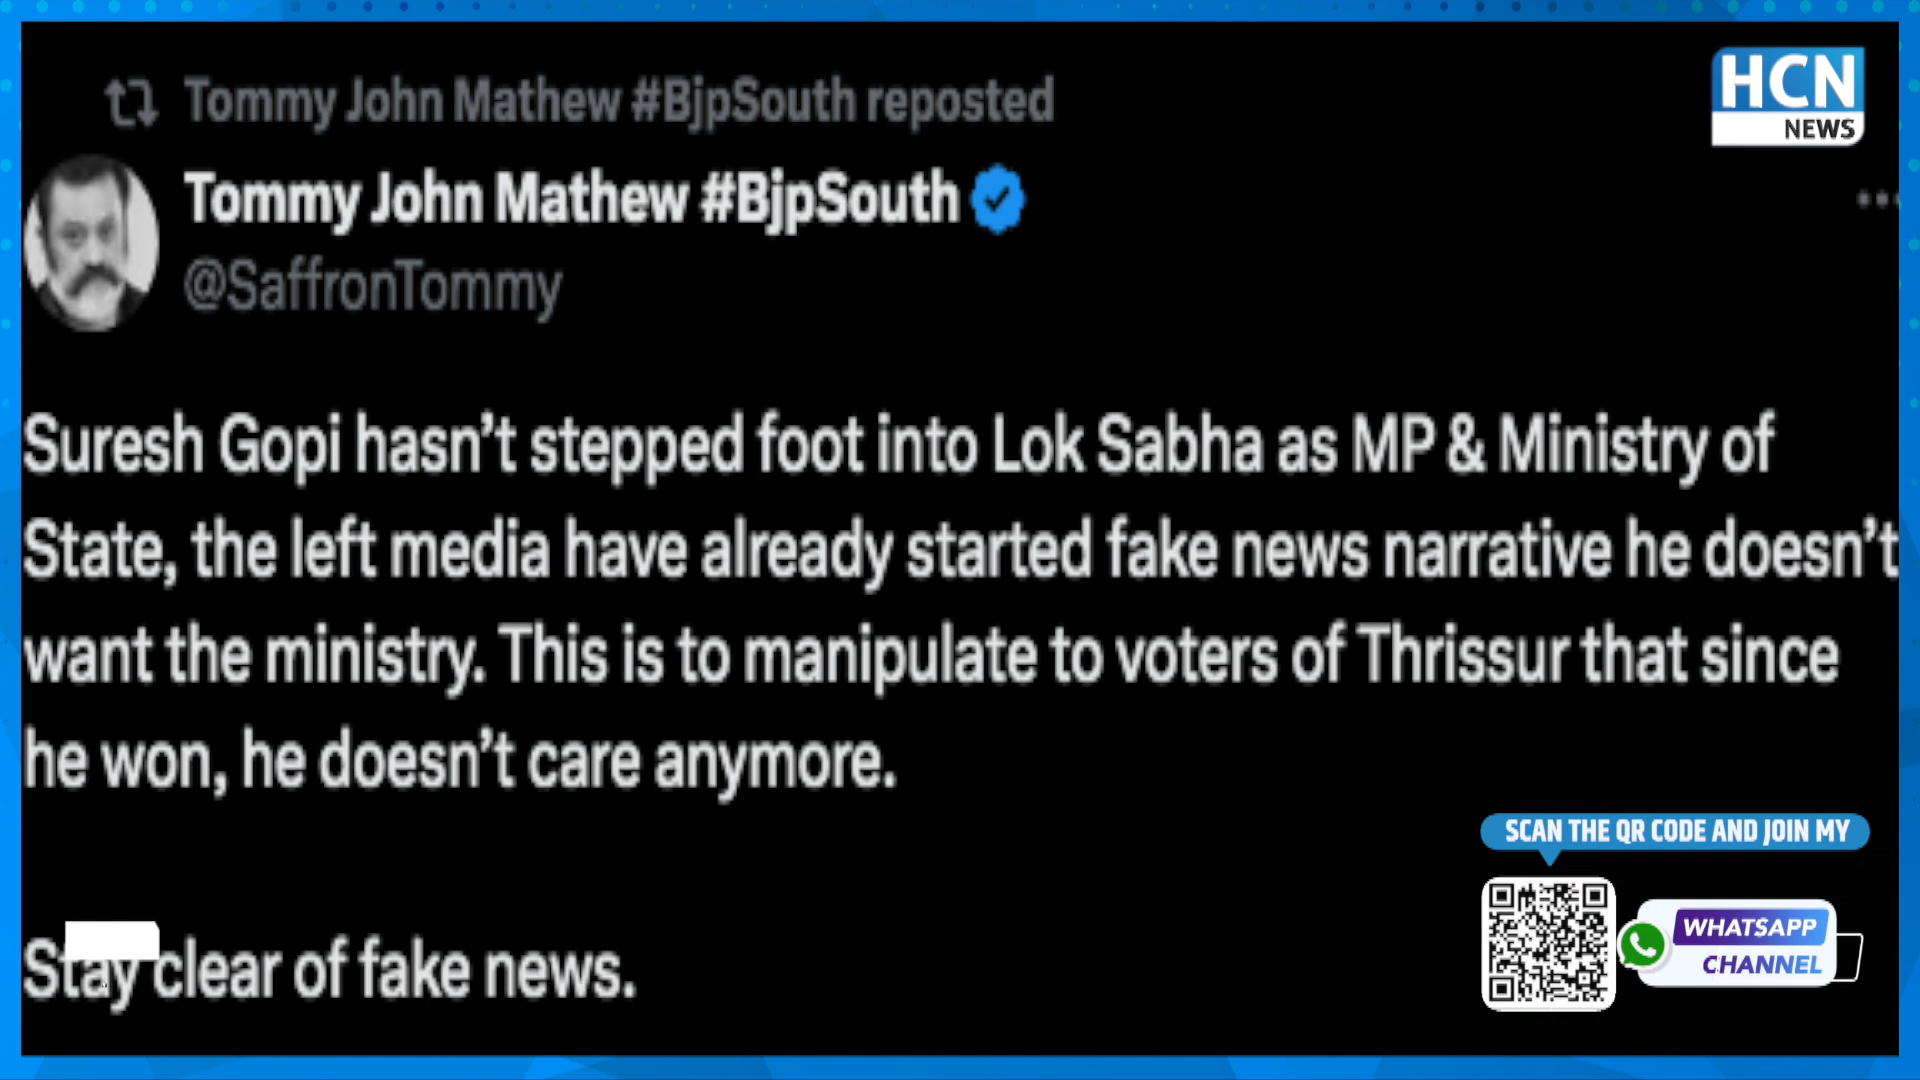 Tommy John Mathew #BjpSouth reposted
HCN
NEWS
Tommy John Mathew #BjpSouth
@SaffronTommy
Suresh Gopi hasn't stepped foot into Lok Sabha as MP & Ministry of
State, the left media have already started fake news narrative he doesn't
want the ministry. This is to manipulate to voters of Thrissur that since
he won, he doesn't care anymore.
Stay clear of fake news.
SCAN THE QR CODE AND JOIN MY
WHATSAPP
CHANNEL